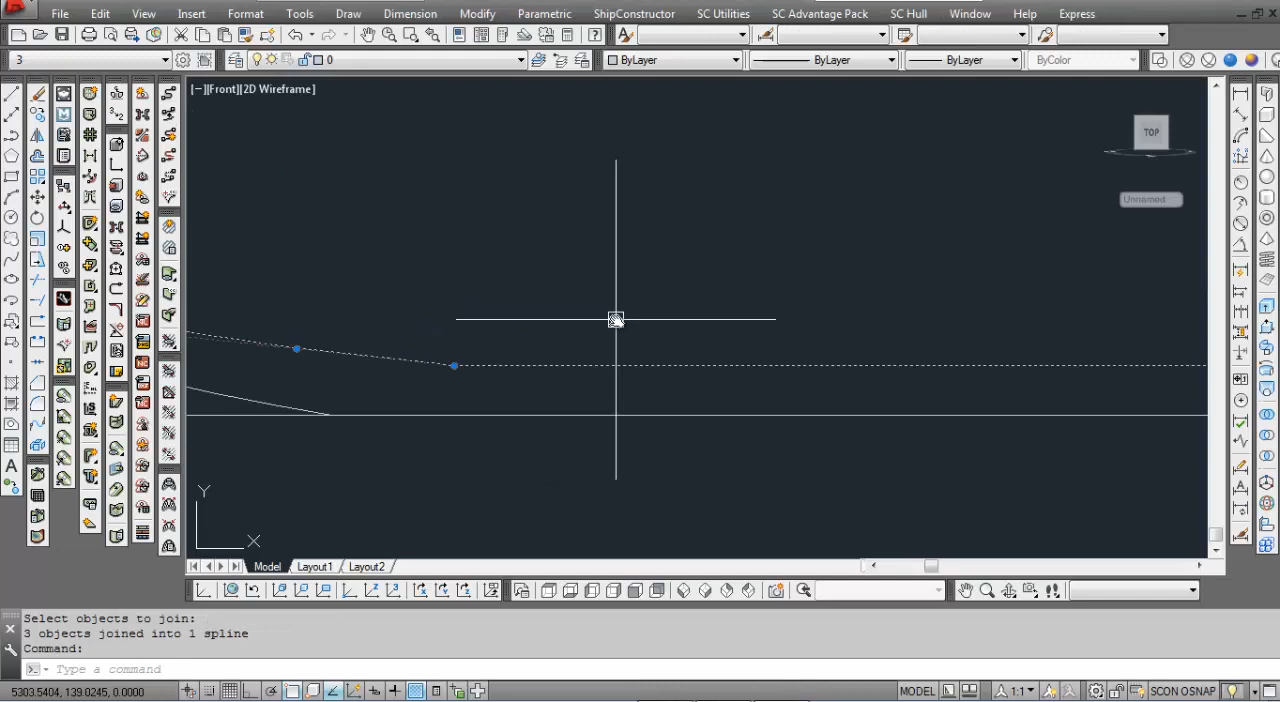 File Edit View Insert Format Tools Draw Dimension Modify Parametric ShipConstructor SC Utilities SC Advantage Pack SC Hull Window Help Express
3 0 ByLayer ByLayer ByLayer ByColor
[−][Front][2D Wireframe]
TOP
Unnamed
Y
X
Model Layout1 Layout2
Select objects to join:
3 objects joined into 1 spline
Command:
Type a command
5303.5404, 139.0245, 0.0000 MODEL 1:1 SCON OSNAP